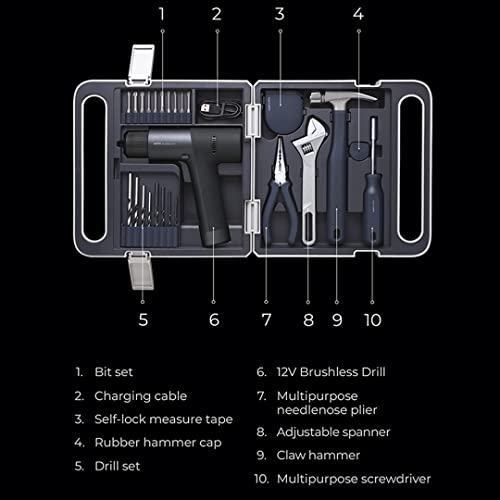 1 2 3 4
5 6 7 8 9 10
1. Bit set
2. Charging cable
3. Self-lock measure tape
4. Rubber hammer cap
5. Drill set
6. 12V Brushless Drill
7. Multipurpose
needlenose plier
8. Adjustable spanner
9. Claw hammer
10. Multipurpose screwdriver